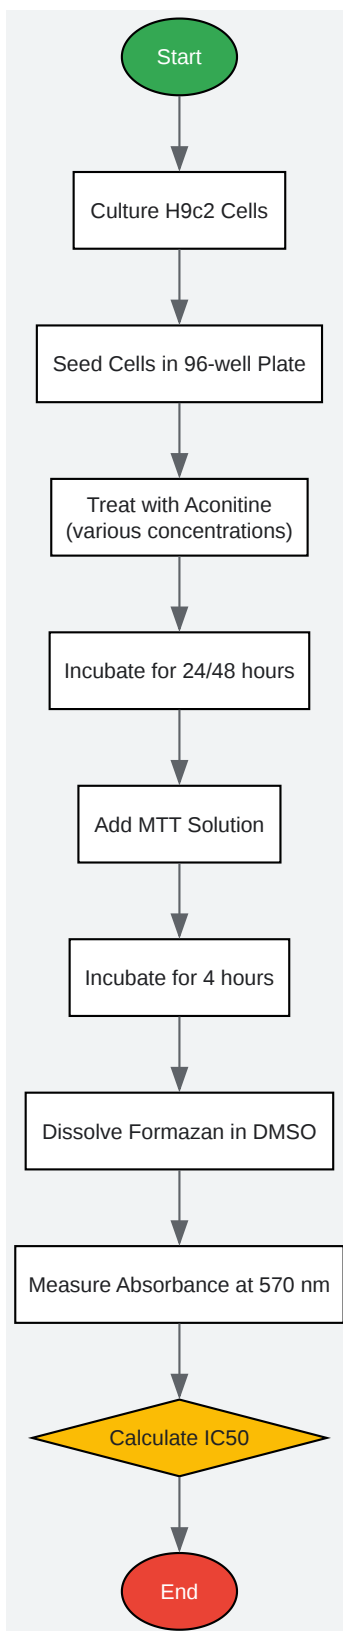 Start
Culture H9c2 Cells
Seed Cells in 96-well Plate
Treat with Aconitine
(various concentrations)
Incubate for 24/48 hours
Add MTT Solution
Incubate for 4 hours
Dissolve Formazan in DMSO
Measure Absorbance at 570 nm
Calculate IC50
End